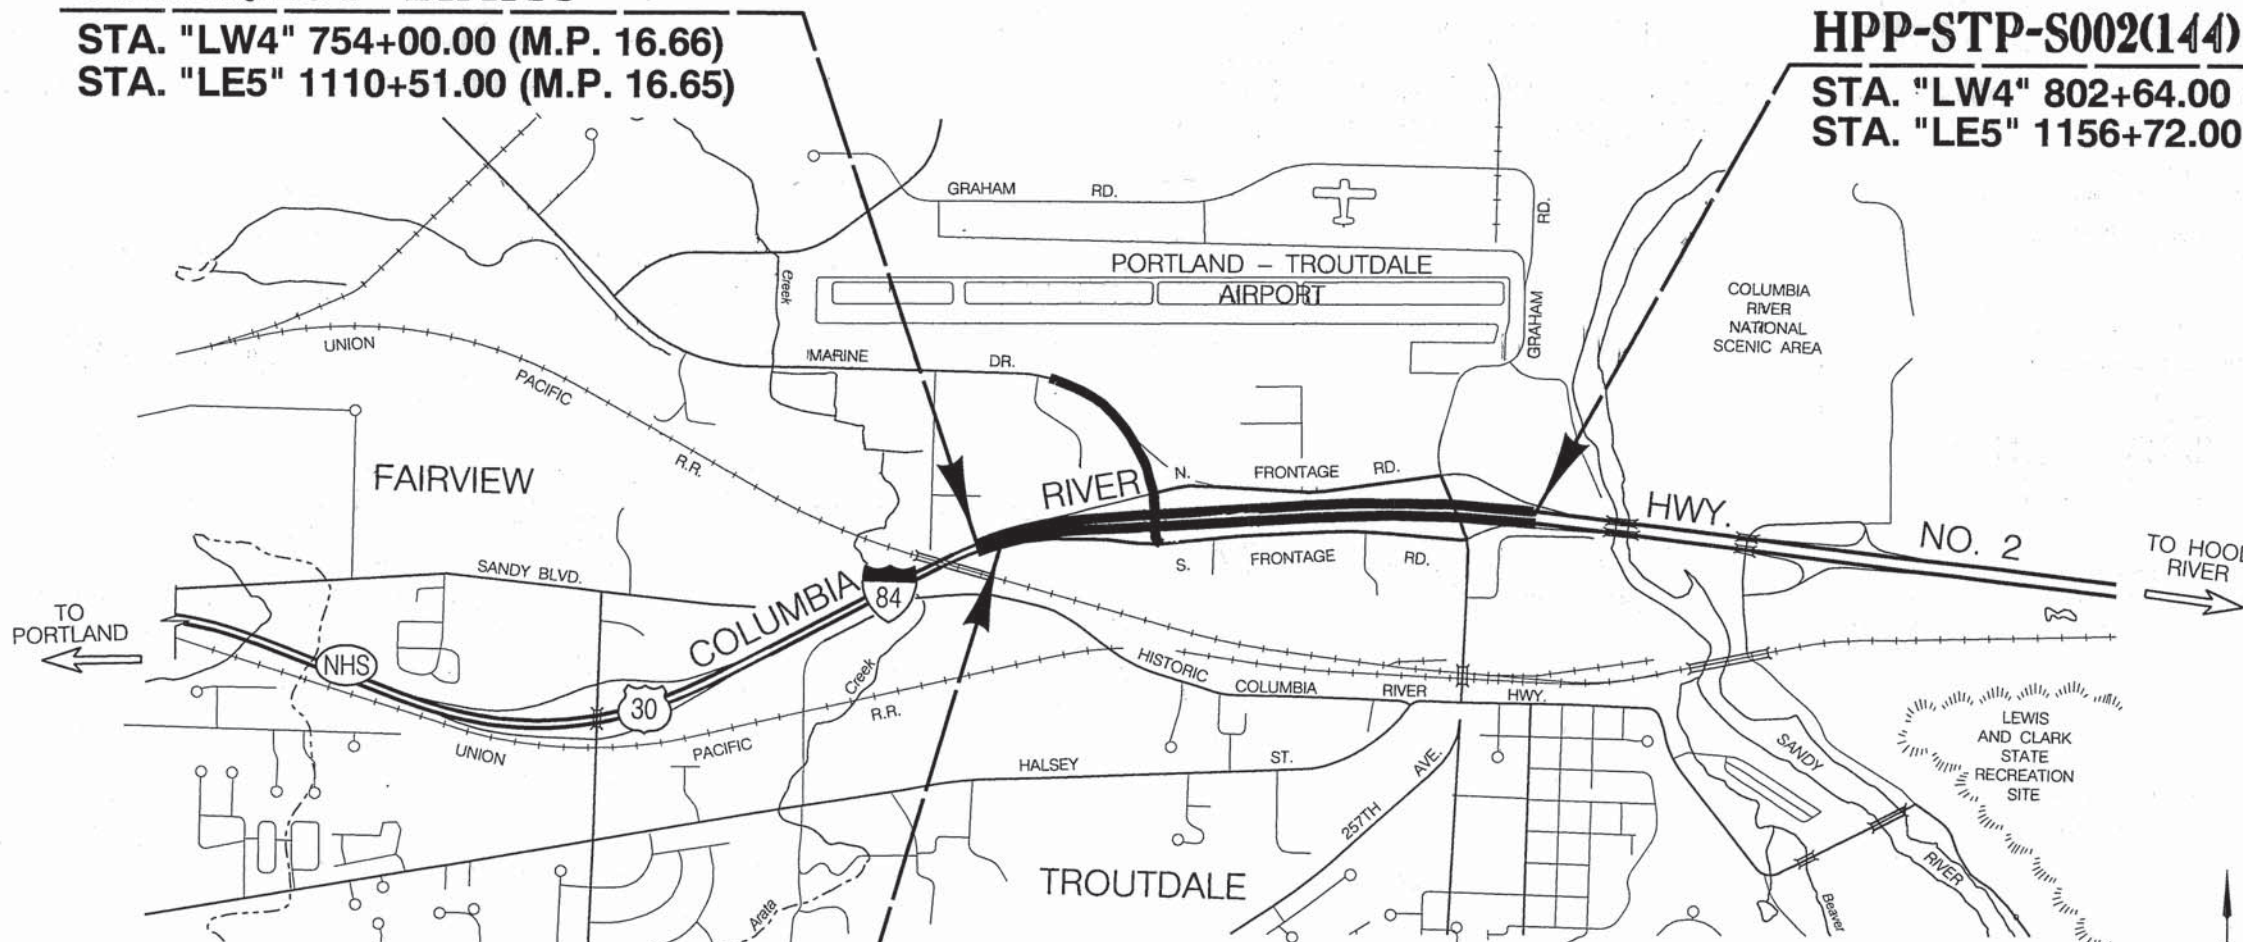 STA. "LW4" 754+00.00 (M.P. 16.66)
STA. "LE5" 1110+51.00 (M.P. 16.65)
HPP-STP-S002(144)
STA. "LW4" 802+64.00
STA. "LE5" 1156+72.00
GRAHAM RD.
RD.
GRAHAM
PORTLAND – TROUTDALE
AIRPORT
Creek
COLUMBIA
RIVER
NATIONAL
SCENIC AREA
UNION
PACIFIC
R.R.
MARINE DR.
FAIRVIEW
RIVER
N. FRONTAGE RD.
HWY.
NO. 2
TO HOOD
RIVER
S. FRONTAGE RD.
SANDY BLVD.
COLUMBIA
84
TO
PORTLAND
NHS
30
Creek
HISTORIC COLUMBIA RIVER HWY.
UNION PACIFIC R.R.
HALSEY ST.
257TH AVE.
SANDY
RIVER
LEWIS
AND CLARK
STATE
RECREATION
SITE
TROUTDALE
Arata
Beaver